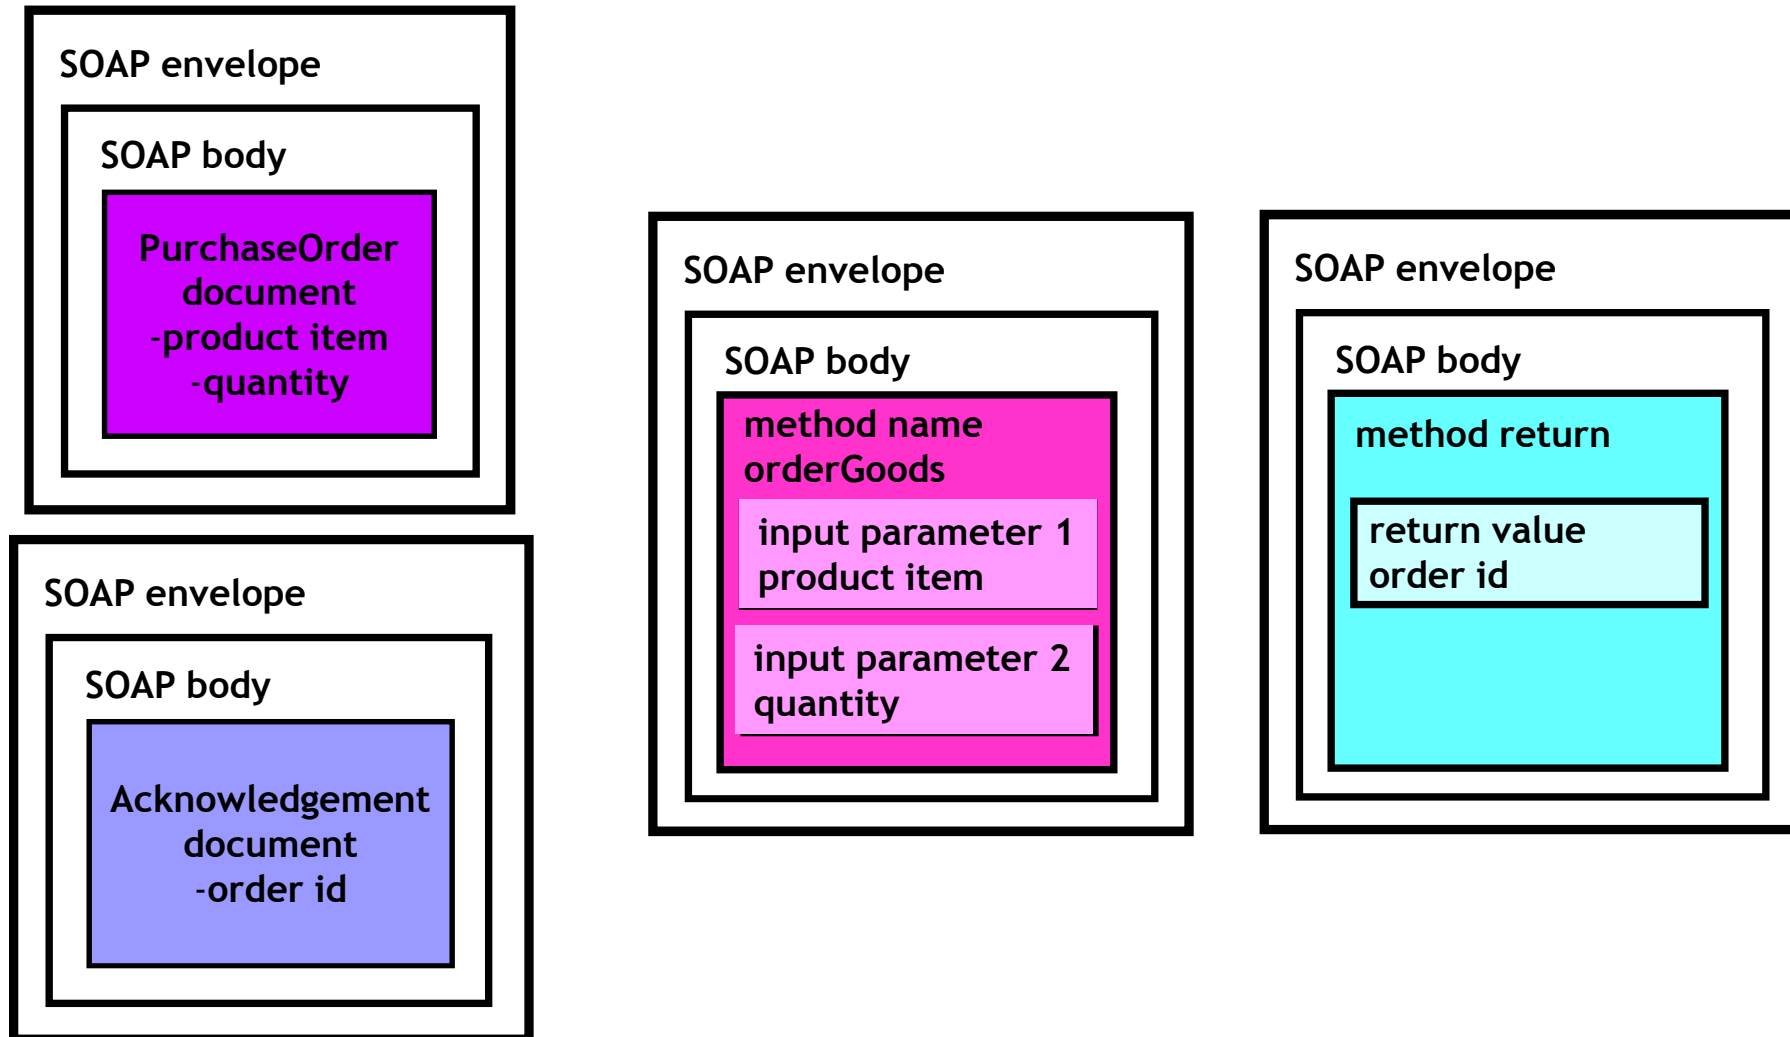 SOAP envelope
SOAP body
PurchaseOrder
document
-product item
-quantity
SOAP envelope
SOAP body
Acknowledgement
document
-order id
SOAP envelope
SOAP body
method name
orderGoods
input parameter 1
product item
input parameter 2
quantity
SOAP envelope
SOAP body
method return
return value
order id